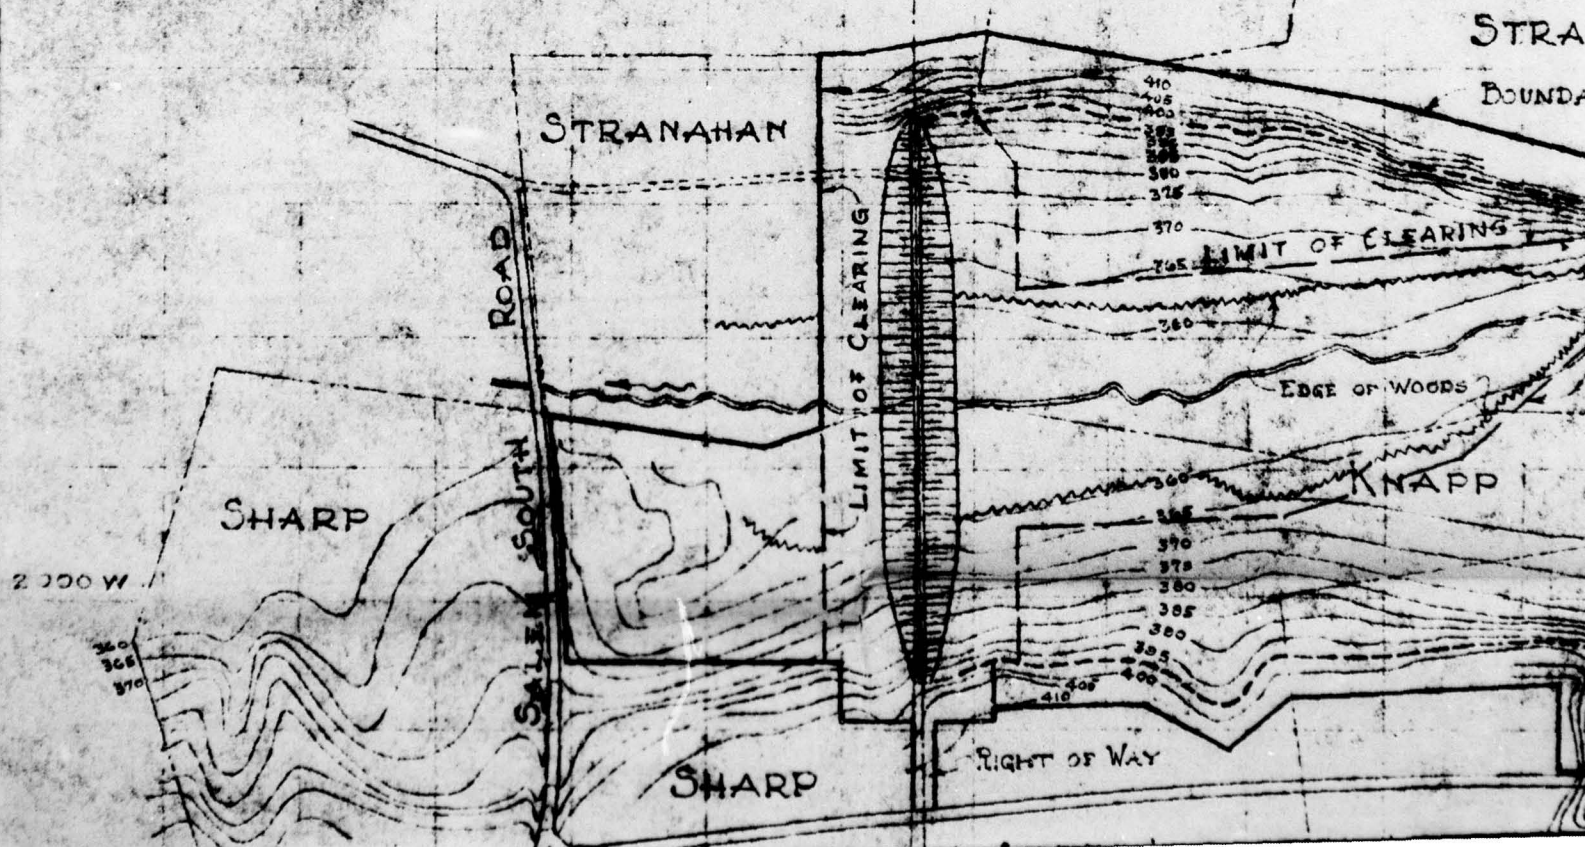 STRA
BOUNDA
STRANAHAN
410
405
400
380
375
370
LIMIT OF CLEARING
365
360
LIMIT OF CLEARING
SALEM SOUTH ROAD
EDGE OF WOODS
KNAPP
SHARP
2000 W
360
365
370
360
365
370
375
380
385
380
395
400
405
410
RIGHT OF WAY
SHARP